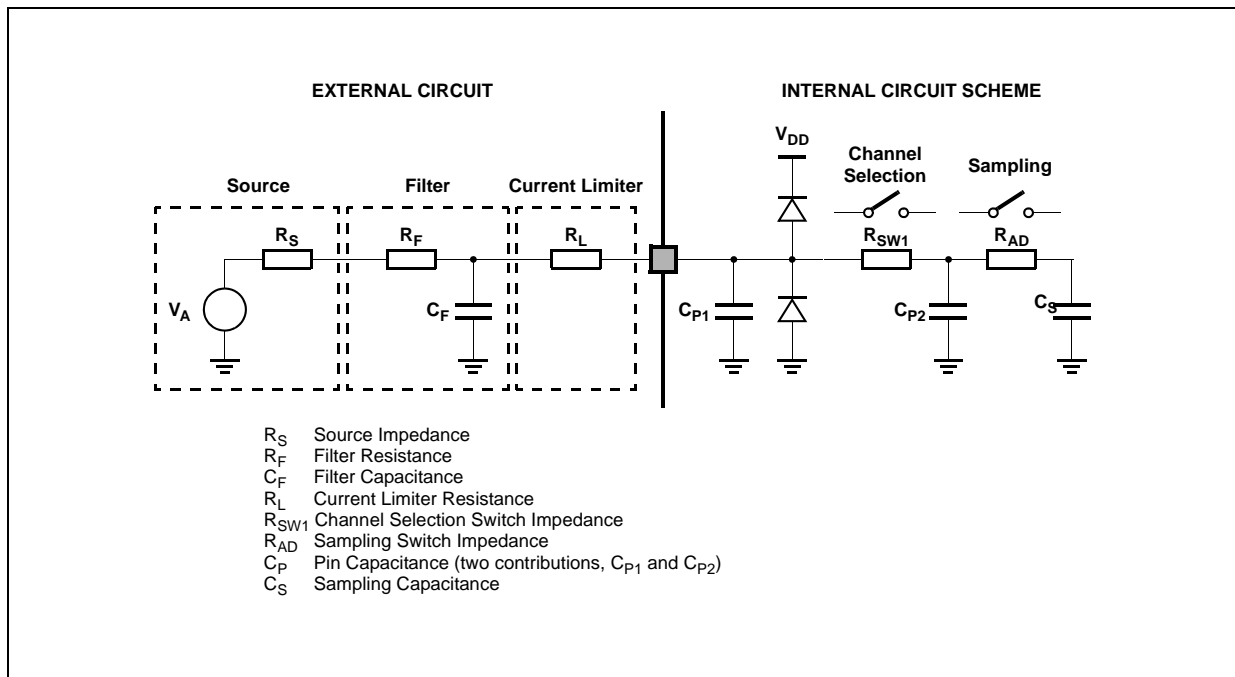 EXTERNAL CIRCUIT
INTERNAL CIRCUIT SCHEME
VDD
Channel
Selection
Sampling
Source
Filter
Current Limiter
RS
RF
RL
RSW1
RAD
VA
CF
CP1
CP2
CS
RS Source Impedance
RF Filter Resistance
CF Filter Capacitance
RL Current Limiter Resistance
RSW1 Channel Selection Switch Impedance
RAD Sampling Switch Impedance
CP Pin Capacitance (two contributions, CP1 and CP2)
CS Sampling Capacitance